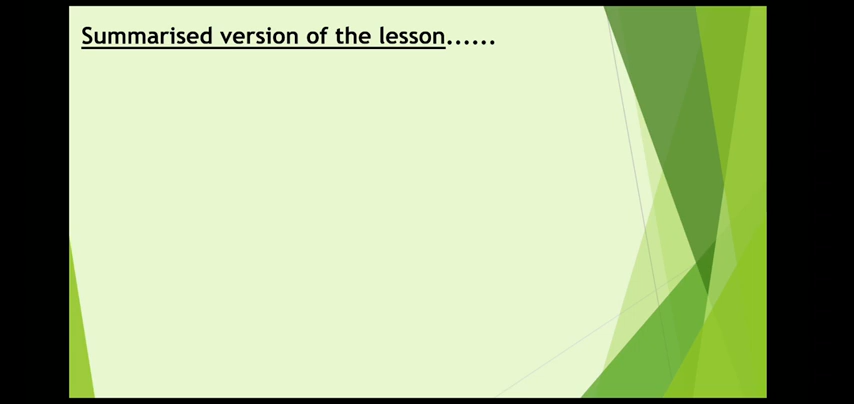 Summarised version of the lesson......